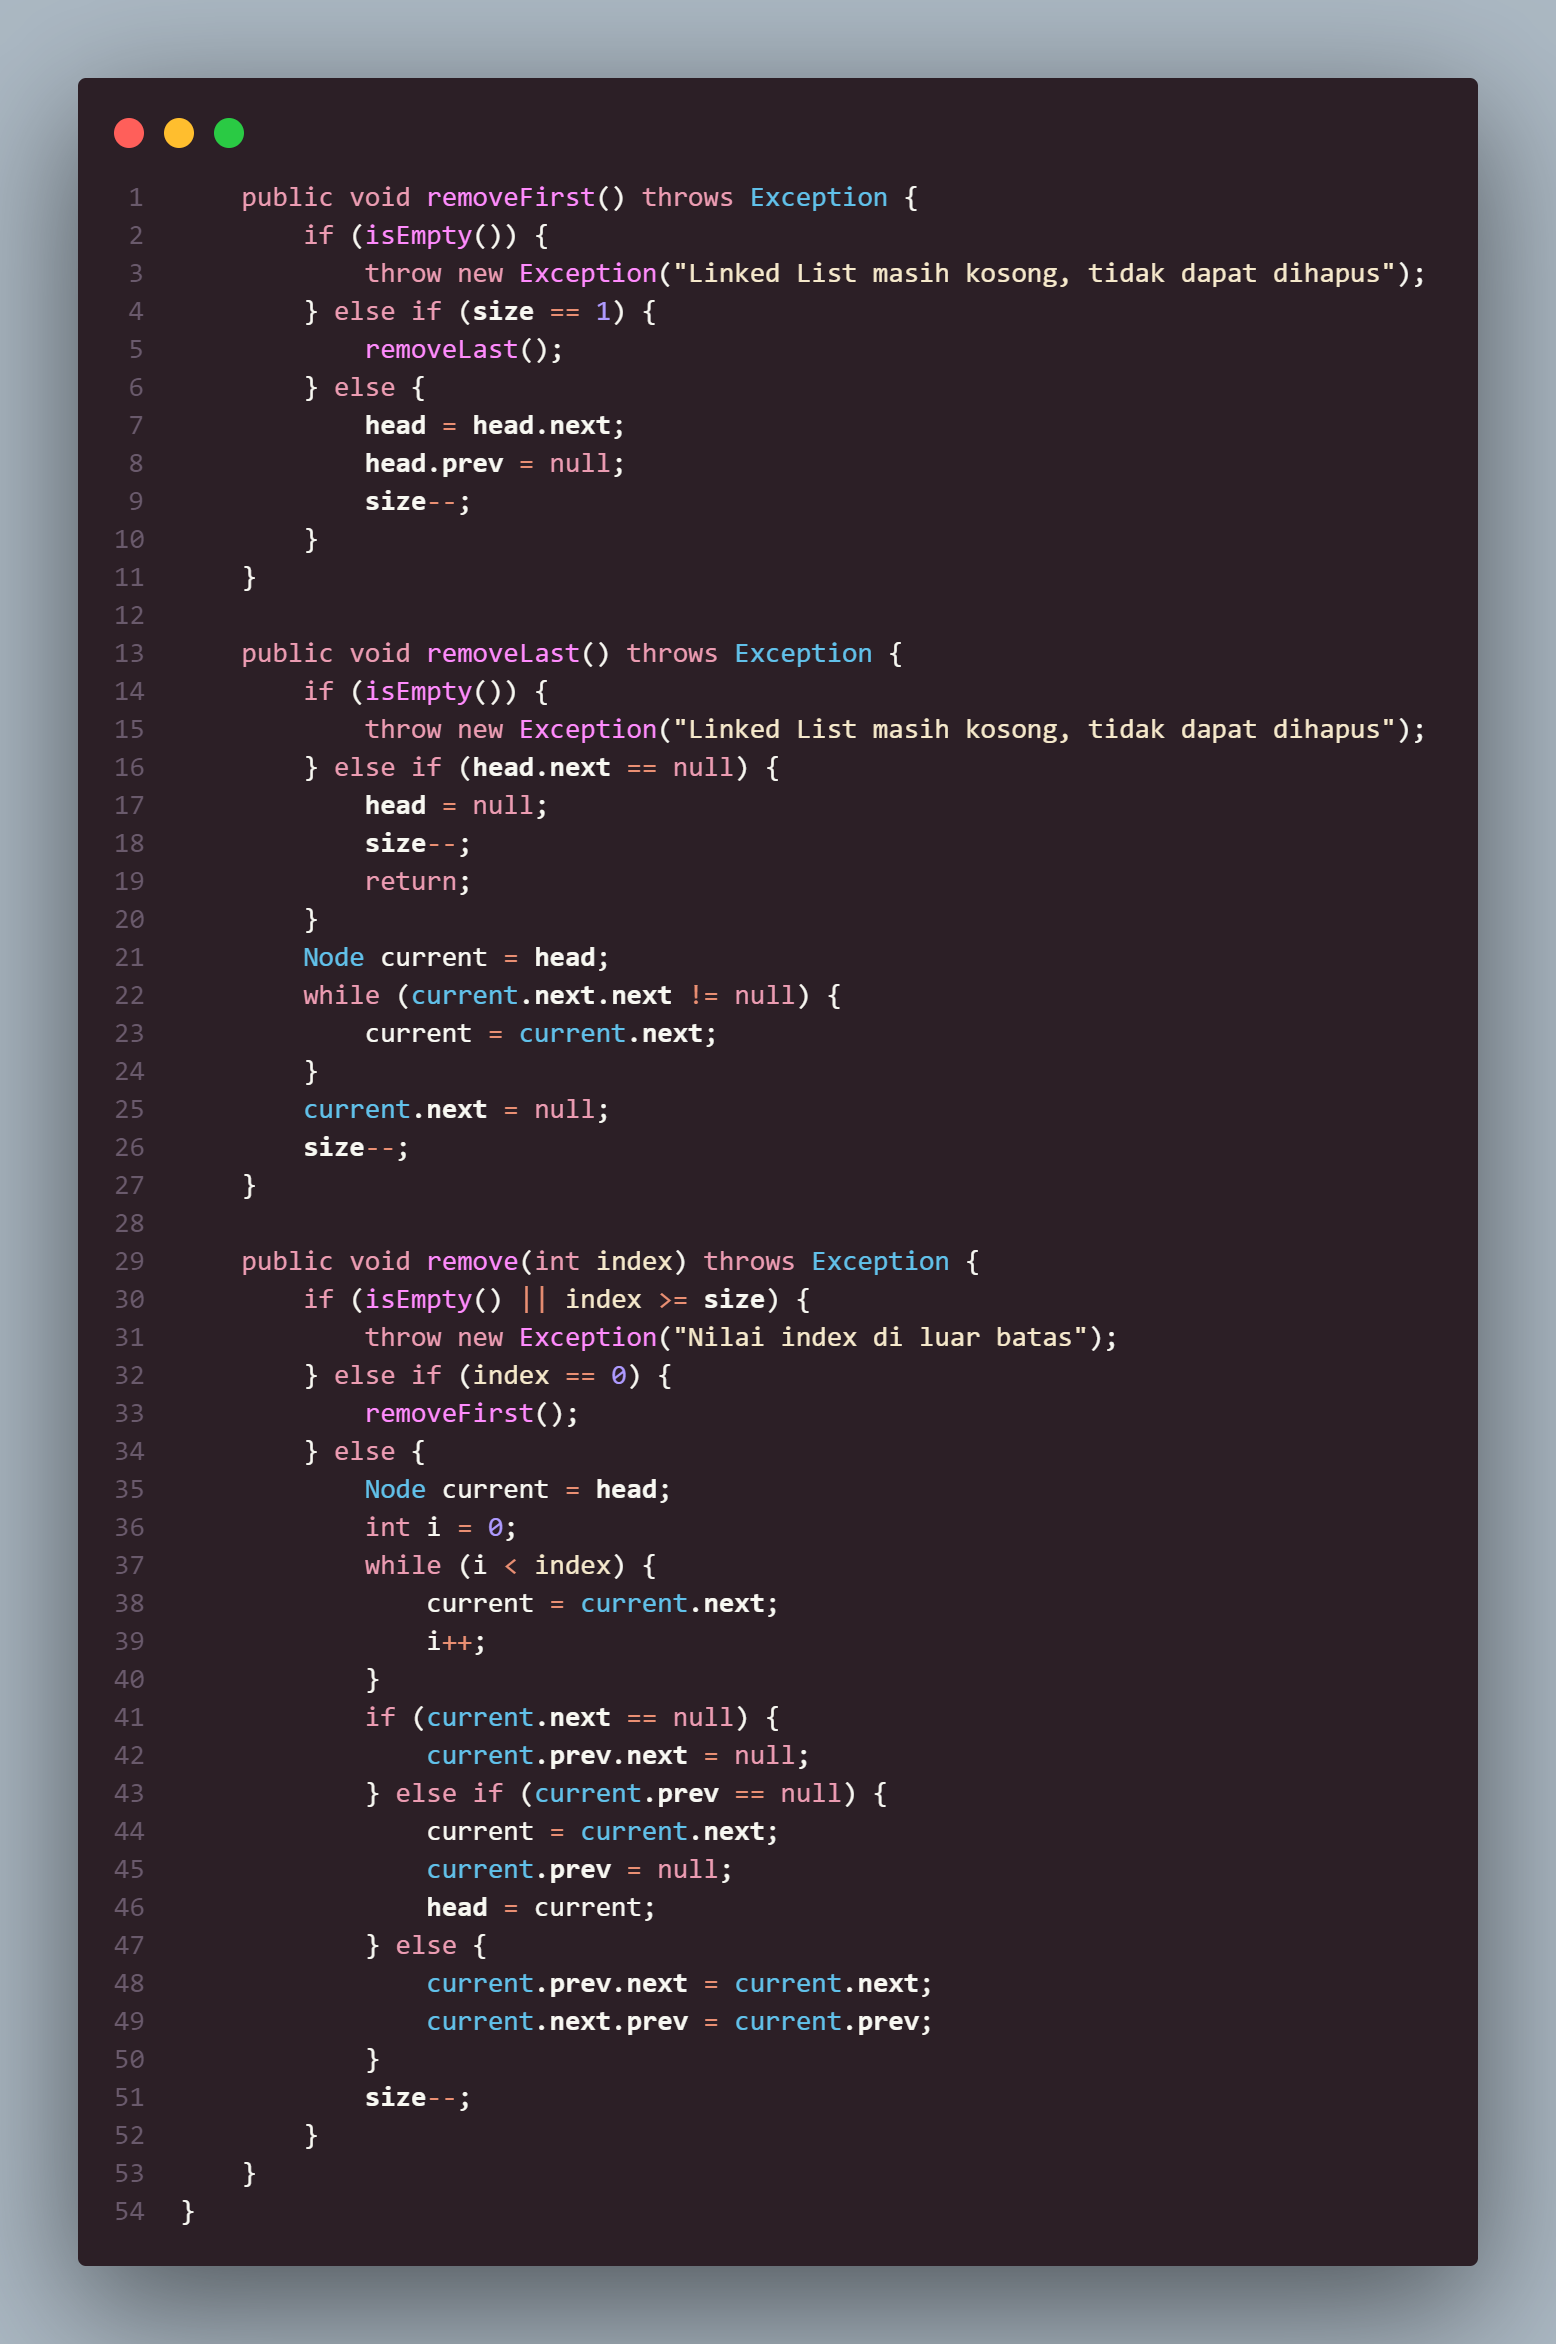 1     public void removeFirst() throws Exception {
2         if (isEmpty()) {
3             throw new Exception("Linked List masih kosong, tidak dapat dihapus");
4         } else if (size == 1) {
5             removeLast();
6         } else {
7             head = head.next;
8             head.prev = null;
9             size--;
10         }
11     }
12
13     public void removeLast() throws Exception {
14         if (isEmpty()) {
15             throw new Exception("Linked List masih kosong, tidak dapat dihapus");
16         } else if (head.next == null) {
17             head = null;
18             size--;
19             return;
20         }
21         Node current = head;
22         while (current.next.next != null) {
23             current = current.next;
24         }
25         current.next = null;
26         size--;
27     }
28
29     public void remove(int index) throws Exception {
30         if (isEmpty() || index >= size) {
31             throw new Exception("Nilai index di luar batas");
32         } else if (index == 0) {
33             removeFirst();
34         } else {
35             Node current = head;
36             int i = 0;
37             while (i < index) {
38                 current = current.next;
39                 i++;
40             }
41             if (current.next == null) {
42                 current.prev.next = null;
43             } else if (current.prev == null) {
44                 current = current.next;
45                 current.prev = null;
46                 head = current;
47             } else {
48                 current.prev.next = current.next;
49                 current.next.prev = current.prev;
50             }
51             size--;
52         }
53     }
54 }